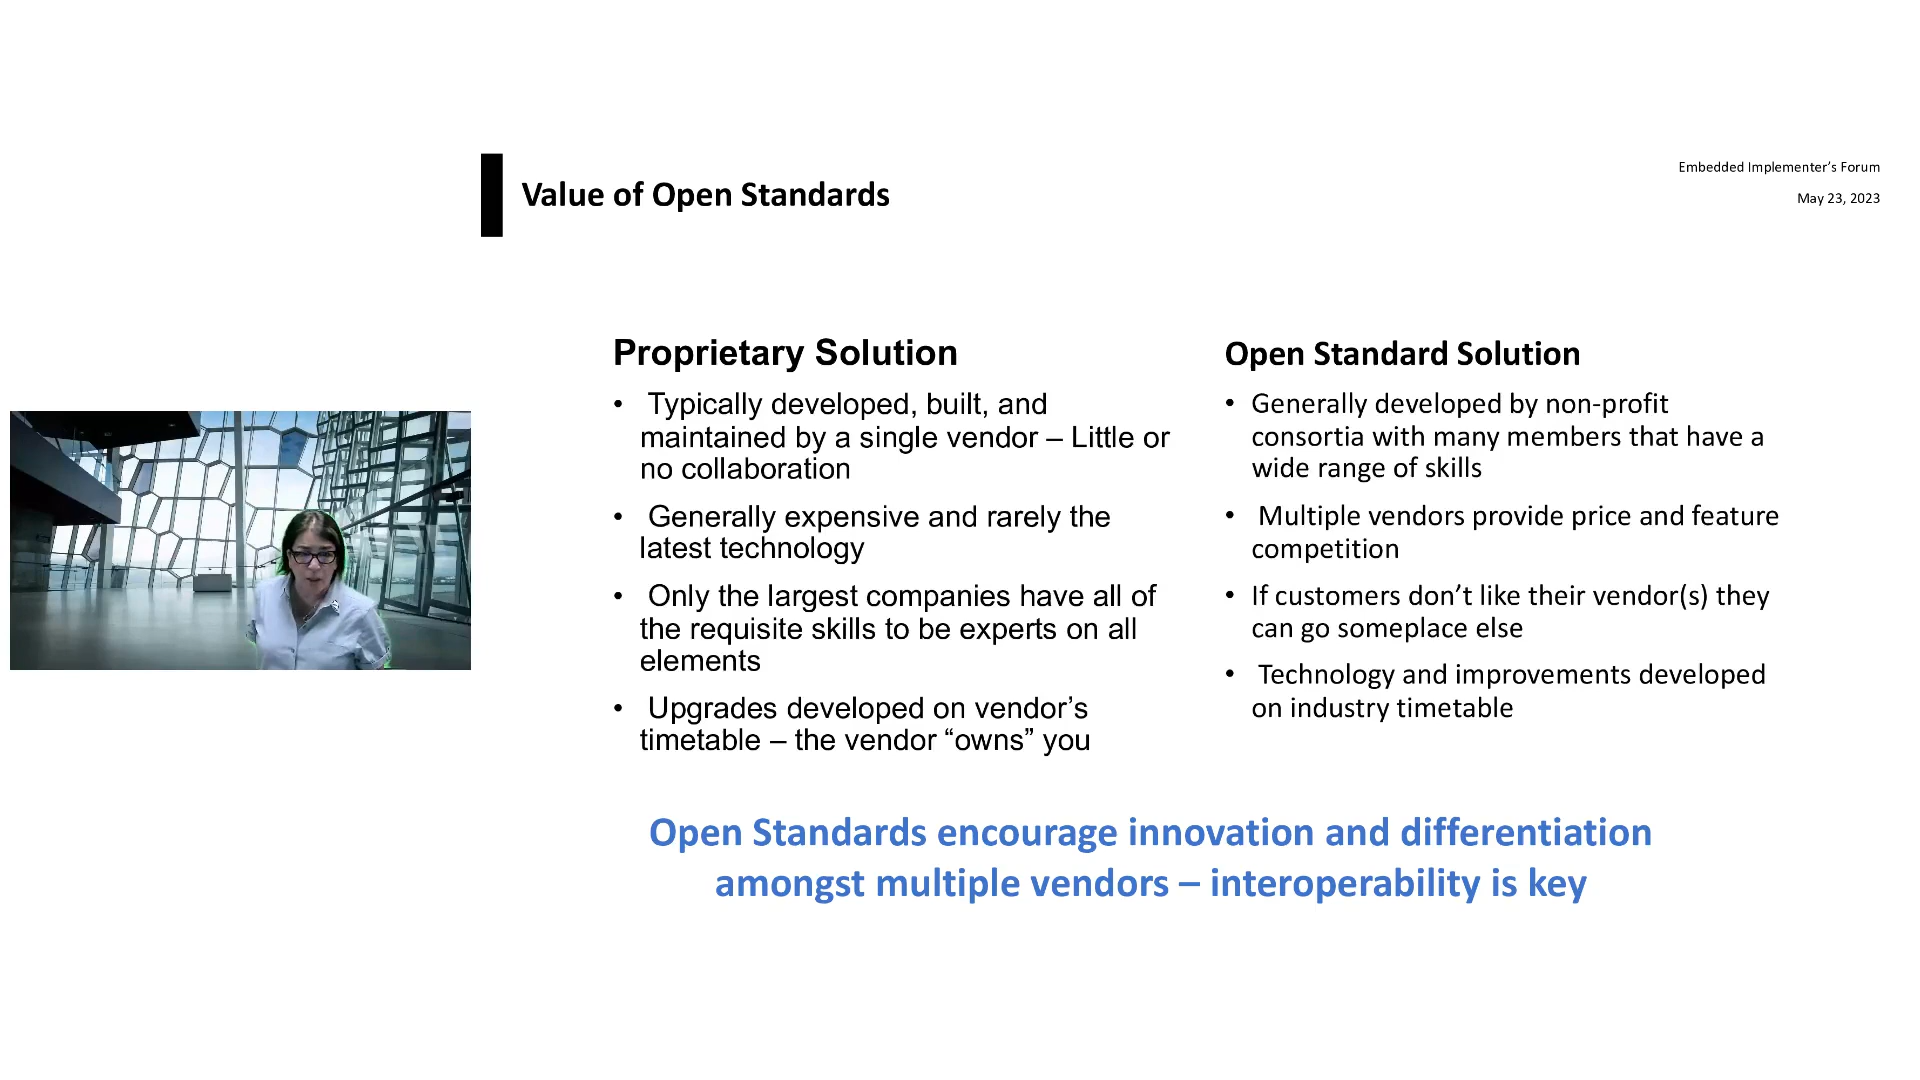 Value of Open Standards
Embedded Implementer’s Forum
May 23, 2023
Proprietary Solution
• Typically developed, built, and
maintained by a single vendor – Little or
no collaboration
• Generally expensive and rarely the
latest technology
• Only the largest companies have all of
the requisite skills to be experts on all
elements
• Upgrades developed on vendor’s
timetable – the vendor “owns” you
Open Standard Solution
• Generally developed by non-profit
consortia with many members that have a
wide range of skills
• Multiple vendors provide price and feature
competition
• If customers don’t like their vendor(s) they
can go someplace else
• Technology and improvements developed
on industry timetable
Open Standards encourage innovation and differentiation
amongst multiple vendors – interoperability is key